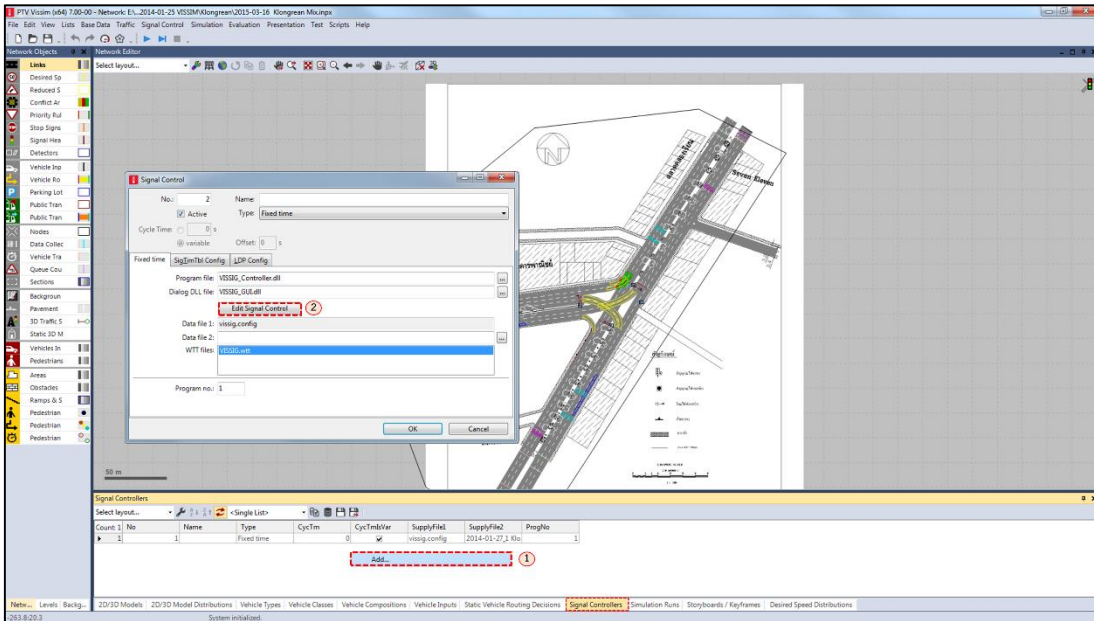 PTV Vissim (x64) 7.00-00 - Network: E:\...2014-01-25 VISSIM\Klongrean\2015-03-16 Klongrean Mix.inpx
File Edit View Lists Base Data Traffic Signal Control Simulation Evaluation Presentation Test Scripts Help
Network Objects
Network Editor
Select layout...
Links
Desired Sp
Reduced S
Conflict Ar
Priority Rul
Stop Signs
Signal Hea
Detectors
Vehicle Inp
Vehicle Ro
Parking Lot
Public Tran
Public Tran
Nodes
Data Collec
Vehicle Tra
Queue Cou
Sections
Backgroun
Pavement
3D Traffic S
Static 3D M
Vehicles In
Pedestrians
Areas
Obstacles
Ramps & S
Pedestrian
Pedestrian
Pedestrian
N
Seven Eleven
50 m
Signal Control
No.: 2 Name:
Active Type: Fixed time
Cycle Time: 0 s
variable Offset: 0 s
Fixed time SigTimTbl Config LDP Config
Program file: VISSIG_Controller.dll ...
Dialog DLL file: VISSIG_GUI.dll ...
Edit Signal Control 2
Data file 1: vissig.config
Data file 2: ...
WTT files: VISSIG.wtt
Program no.: 1
OK Cancel
Signal Controllers
Select layout... <Single List>
Count: 1 No Name Type CycTm CycTmIsVar SupplyFile1 SupplyFile2 ProgNo
1 1 Fixed time 0 vissig.config 2014-01-27,1 Klo 1
Add... 1
Netw... Levels Backg...
2D/3D Models 2D/3D Model Distributions Vehicle Types Vehicle Classes Vehicle Compositions Vehicle Inputs Static Vehicle Routing Decisions Signal Controllers Simulation Runs Storyboards / Keyframes Desired Speed Distributions
-263.8:20.3 System initialized.